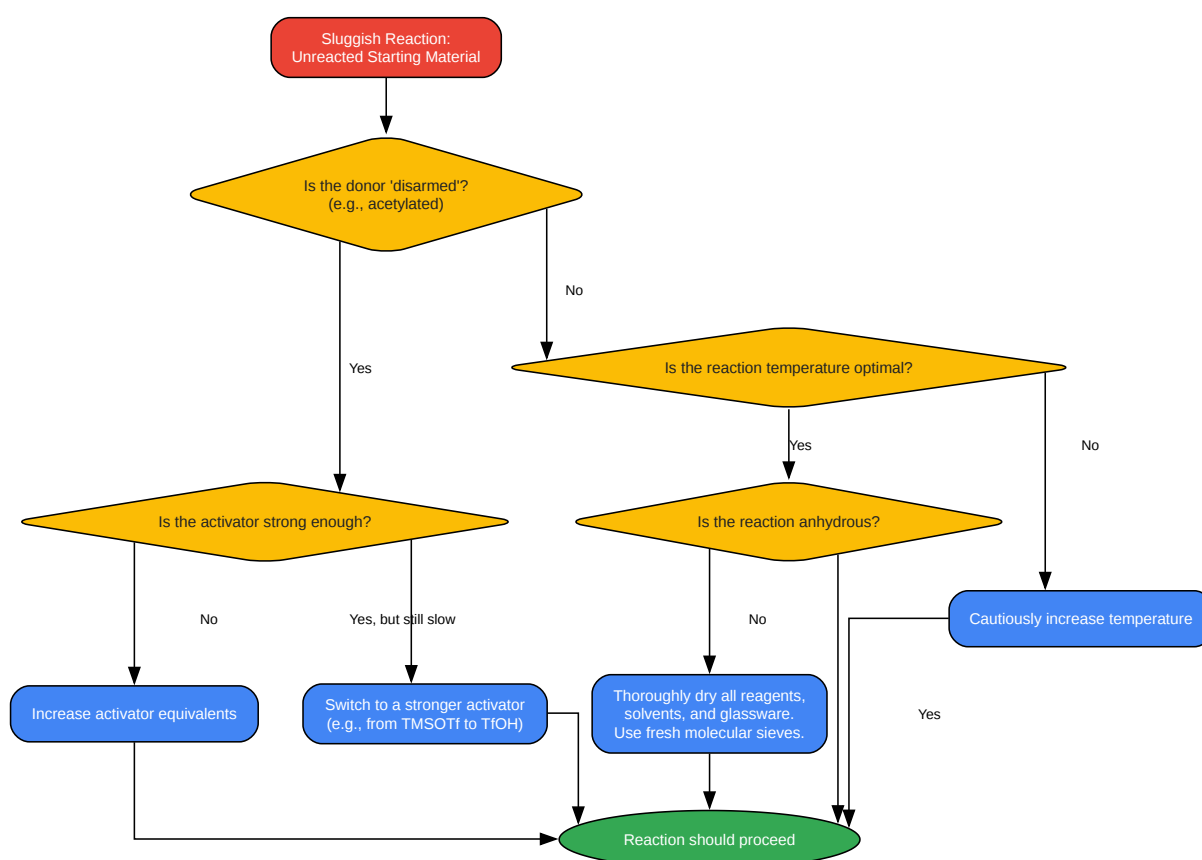 Sluggish Reaction:
Unreacted Starting Material
Is the donor 'disarmed'?
(e.g., acetylated)
No
Yes
Is the reaction temperature optimal?
Yes
No
Is the activator strong enough?
Is the reaction anhydrous?
No
Yes, but still slow
No
Cautiously increase temperature
Increase activator equivalents
Switch to a stronger activator
(e.g., from TMSOTf to TfOH)
Thoroughly dry all reagents,
solvents, and glassware.
Use fresh molecular sieves.
Yes
Reaction should proceed